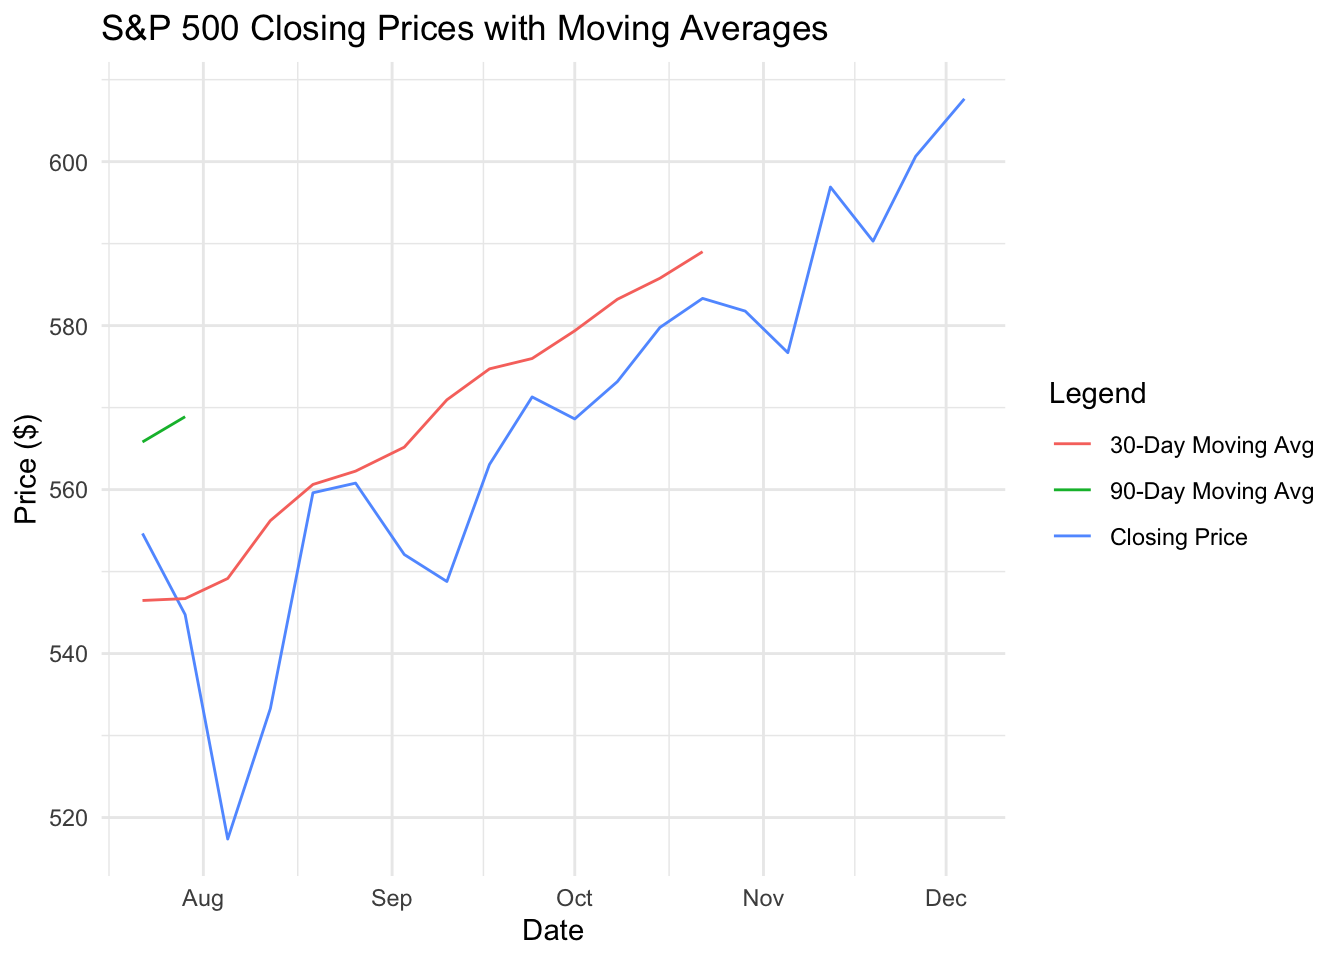 S&P 500 Closing Prices with Moving Averages
Price ($)
600
580
560
540
520
Aug Sep Oct Nov Dec
Date
Legend
30-Day Moving Avg
90-Day Moving Avg
Closing Price